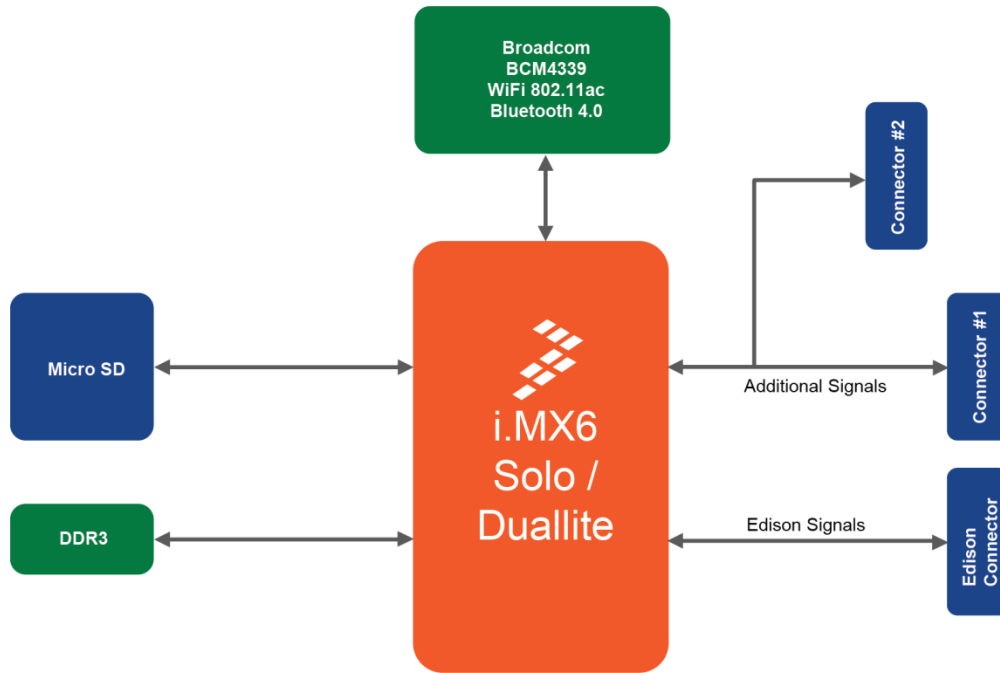 Broadcom
BCM4339
WiFi 802.11ac
Bluetooth 4.0
Connector #2
Micro SD
i.MX6
Solo /
Duallite
Additional Signals
Connector #1
DDR3
Edison Signals
Edison
Connector